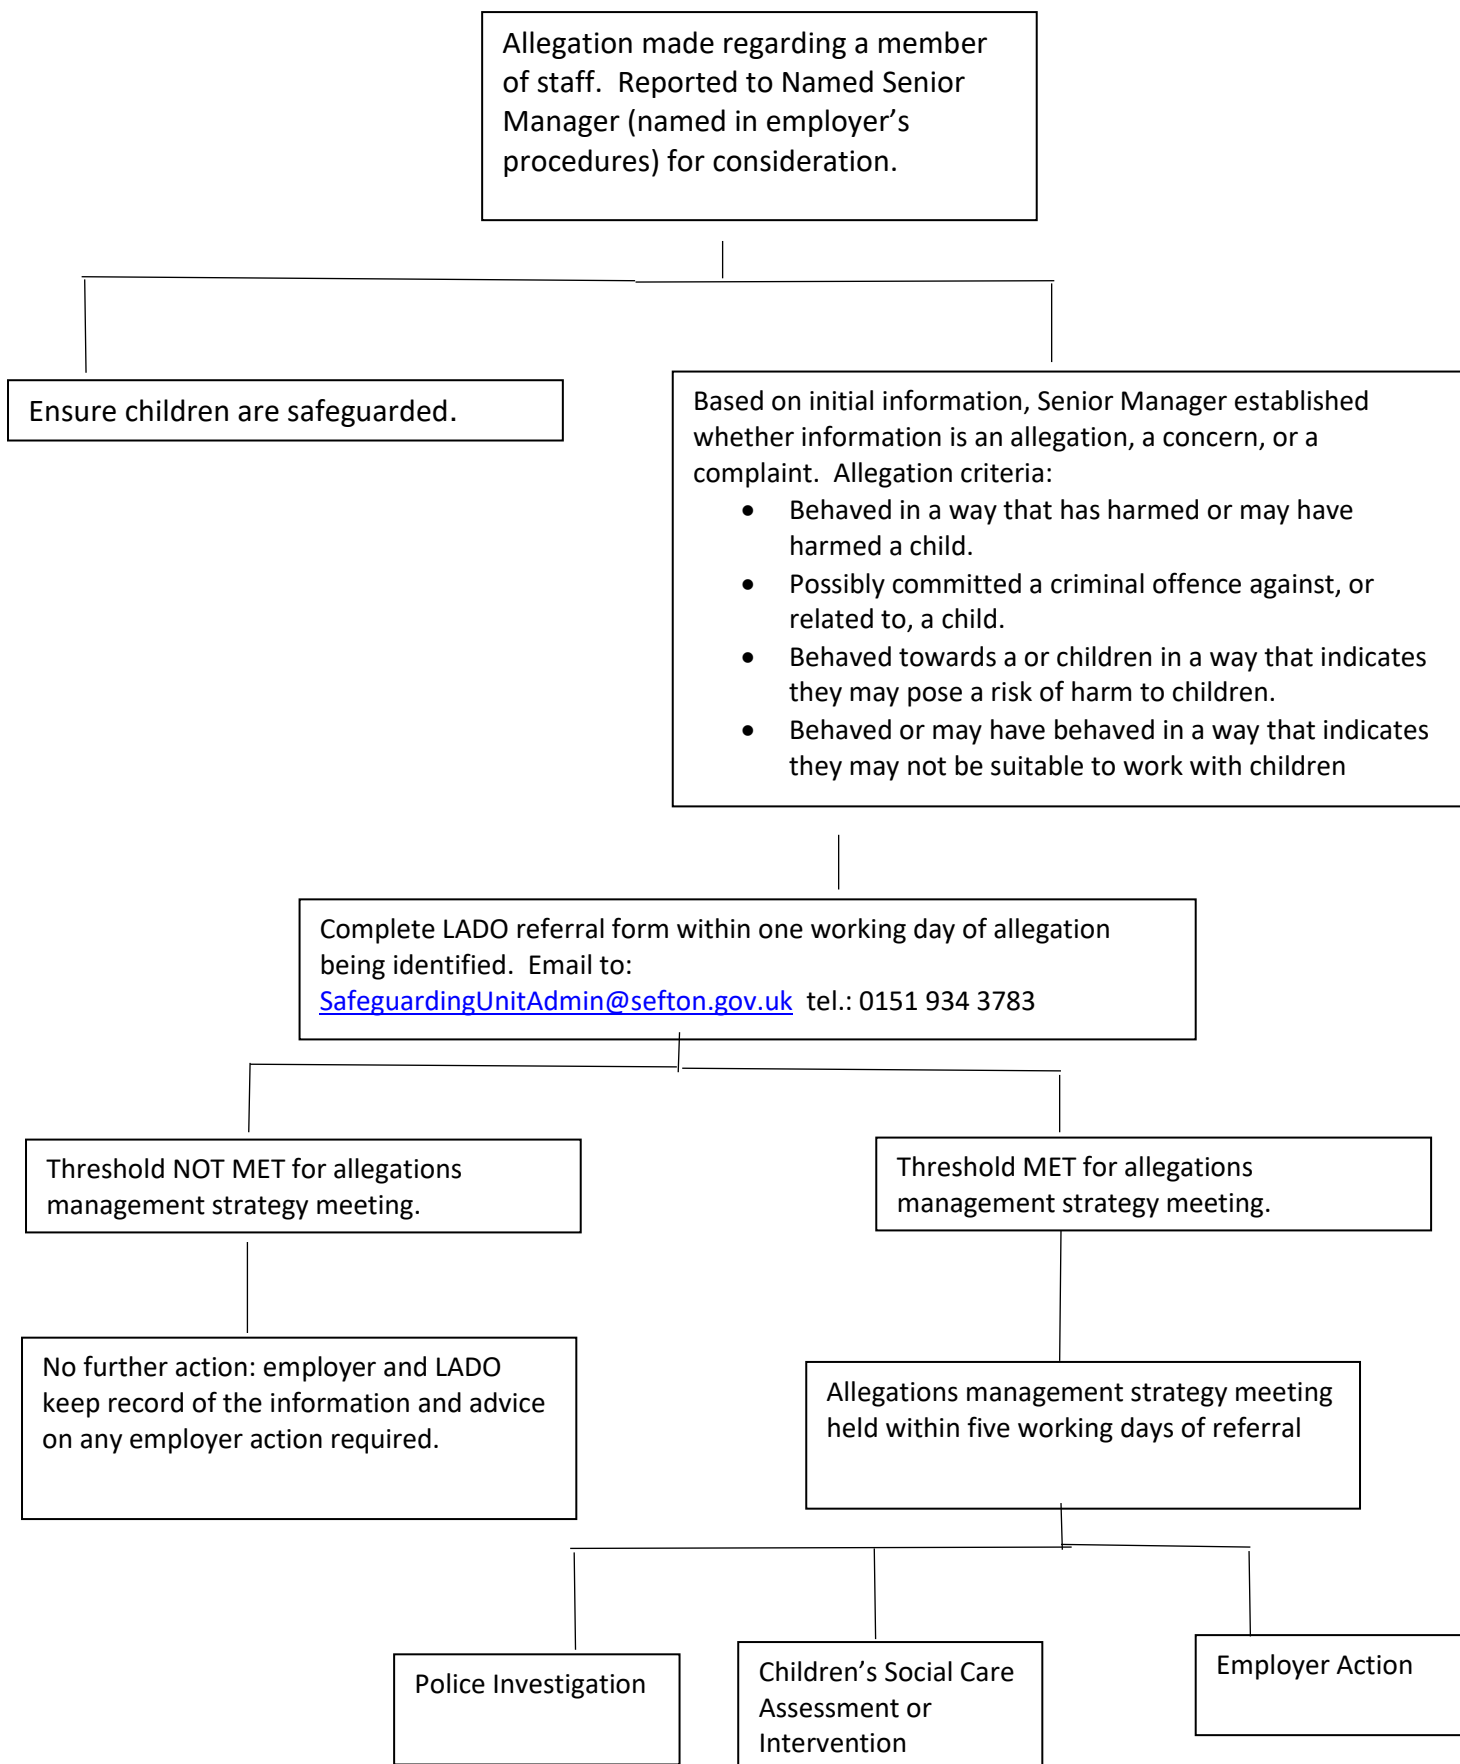 Allegation made regarding a member
of staff.  Reported to Named Senior
Manager (named in employer’s
procedures) for consideration.
Ensure children are safeguarded.
Based on initial information, Senior Manager established
whether information is an allegation, a concern, or a
complaint.  Allegation criteria:
• Behaved in a way that has harmed or may have
harmed a child.
• Possibly committed a criminal offence against, or
related to, a child.
• Behaved towards a or children in a way that indicates
they may pose a risk of harm to children.
• Behaved or may have behaved in a way that indicates
they may not be suitable to work with children
Complete LADO referral form within one working day of allegation
being identified.  Email to:
SafeguardingUnitAdmin@sefton.gov.uk  tel.: 0151 934 3783
Threshold NOT MET for allegations
management strategy meeting.
Threshold MET for allegations
management strategy meeting.
No further action: employer and LADO
keep record of the information and advice
on any employer action required.
Allegations management strategy meeting
held within five working days of referral
Police Investigation
Children’s Social Care
Assessment or
Intervention
Employer Action